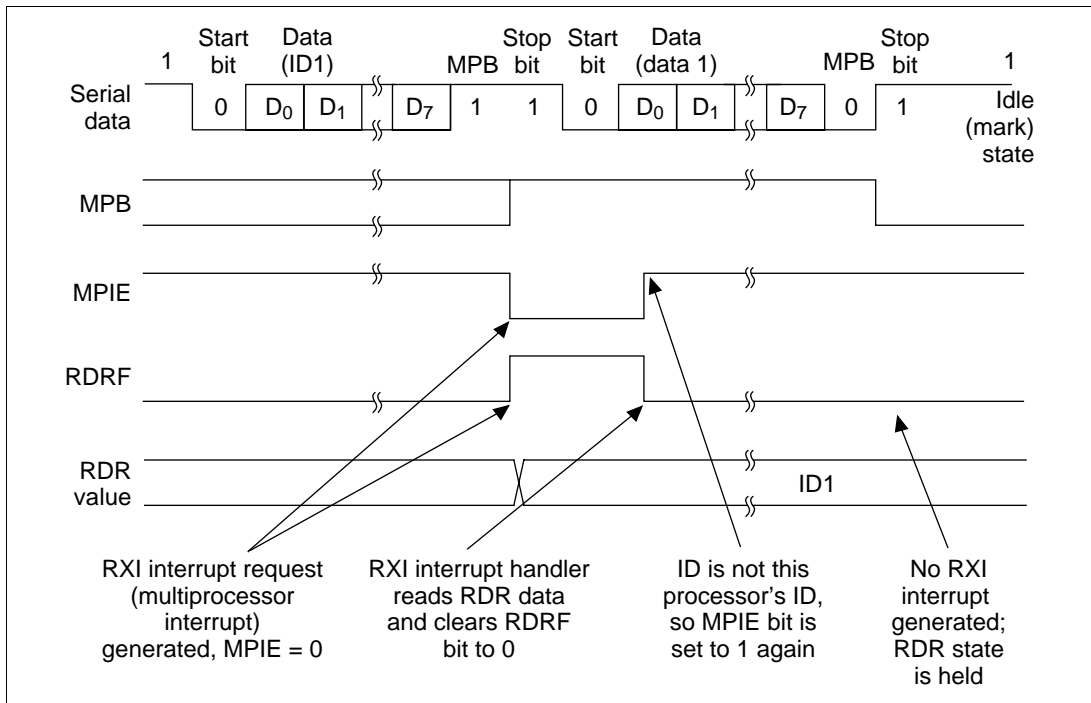 1
Start bit
Data (ID1)
MPB
Stop bit
Start bit
Data (data 1)
MPB
Stop bit
1
Serial data
0
D0
D1
D7
1
1
0
D0
D1
D7
0
1
Idle (mark) state
MPB
MPIE
RDRF
RDR value
ID1
RXI interrupt request
(multiprocessor
interrupt)
generated, MPIE = 0
RXI interrupt handler
reads RDR data
and clears RDRF
bit to 0
ID is not this
processor's ID,
so MPIE bit is
set to 1 again
No RXI
interrupt
generated;
RDR state
is held